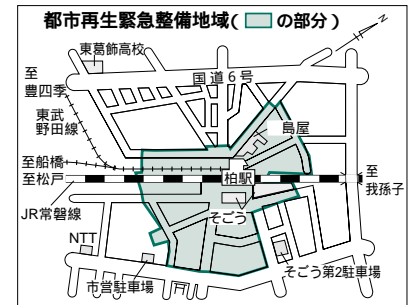 都市再生緊急整備地域( の部分)
東葛飾高校
至
豊四季
国道6号
東武
野田線
島屋
至船橋
至松戸
柏駅
至
我孫子
JR常磐線
そごう
NTT
市営駐車場
そごう第2駐車場
N